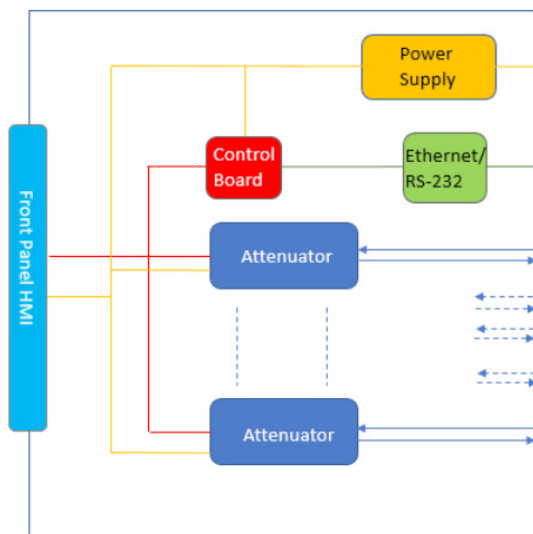 Power
Supply
Control
Board
Ethernet/
RS-232
Front Panel HMI
Attenuator
Attenuator